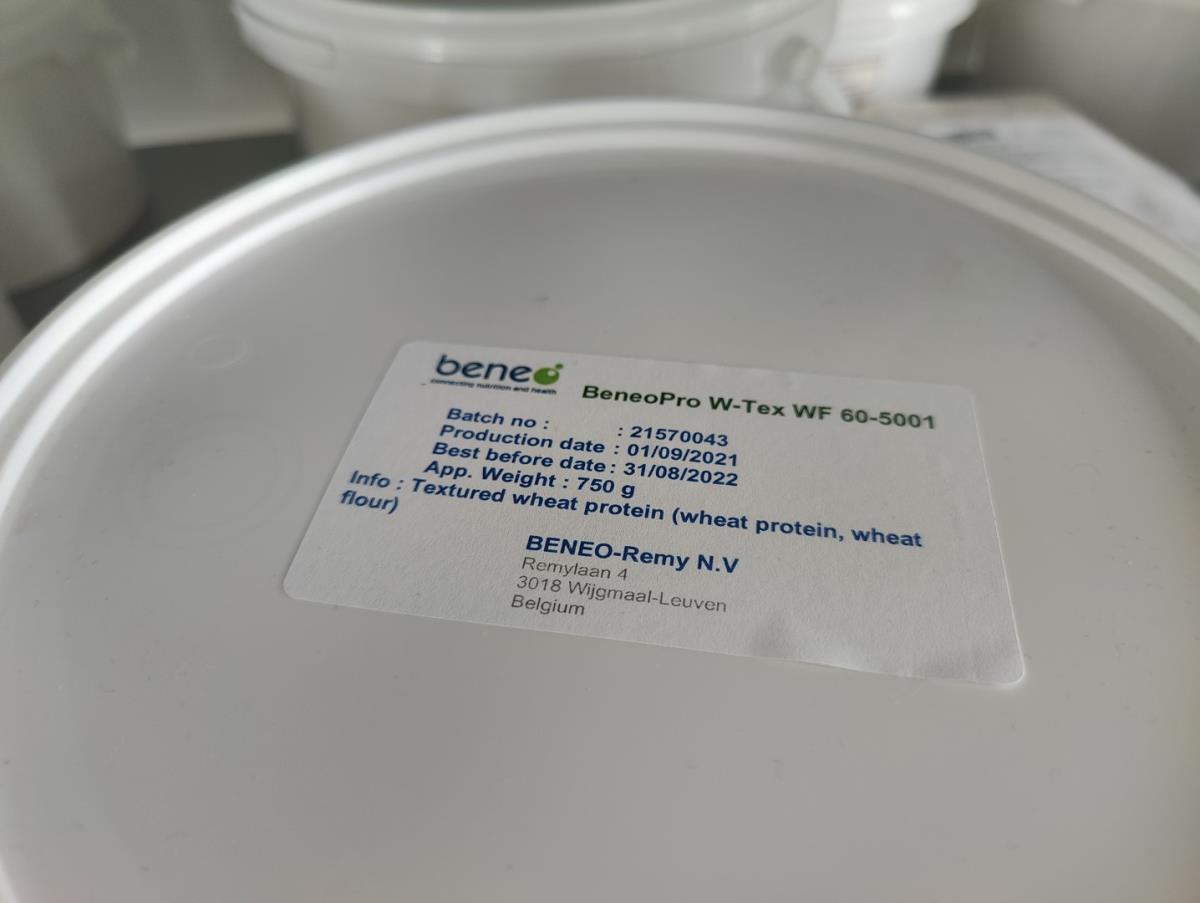 beneo
connecting nutrition and health
BeneoPro W-Tex WF 60-5001
Batch no : : 21570043
Production date : 01/09/2021
Best before date : 31/08/2022
App. Weight : 750 g
Info : Textured wheat protein (wheat protein, wheat
flour)
BENEO-Remy N.V
Remylaan 4
3018 Wijgmaal-Leuven
Belgium